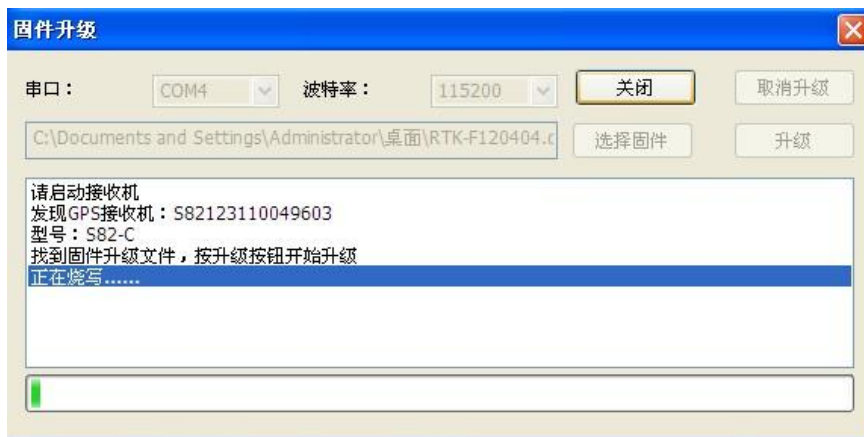 固件升级
串口： COM4 波特率： 115200 关闭 取消升级
C:\Documents and Settings\Administrator\桌面\RTK-F120404.c 选择固件 升级
请启动接收机
发现GPS接收机：S82123110049603
型号：S82-C
找到固件升级文件，按升级按钮开始升级
正在烧写......